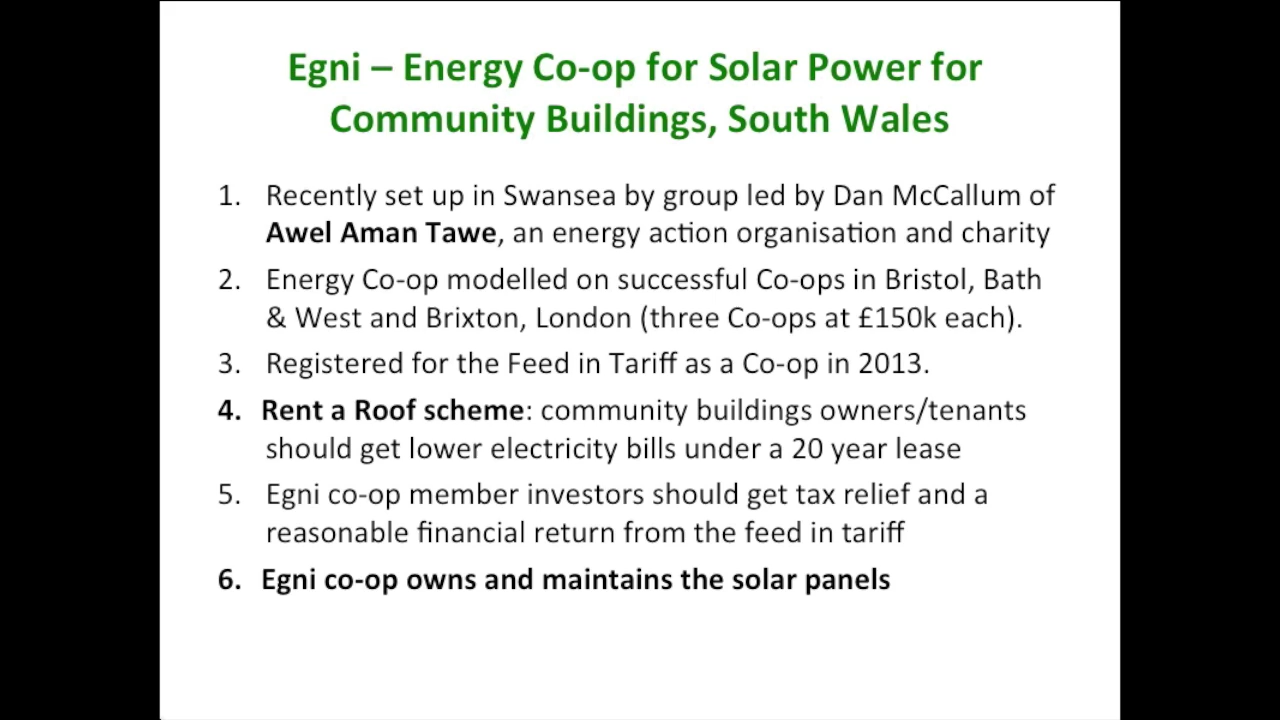 Egni – Energy Co-op for Solar Power for
Community Buildings, South Wales
1. Recently set up in Swansea by group led by Dan McCallum of
Awel Aman Tawe, an energy action organisation and charity
2. Energy Co-op modelled on successful Co-ops in Bristol, Bath
& West and Brixton, London (three Co-ops at £150k each).
3. Registered for the Feed in Tariff as a Co-op in 2013.
4. Rent a Roof scheme: community buildings owners/tenants
should get lower electricity bills under a 20 year lease
5. Egni co-op member investors should get tax relief and a
reasonable financial return from the feed in tariff
6. Egni co-op owns and maintains the solar panels